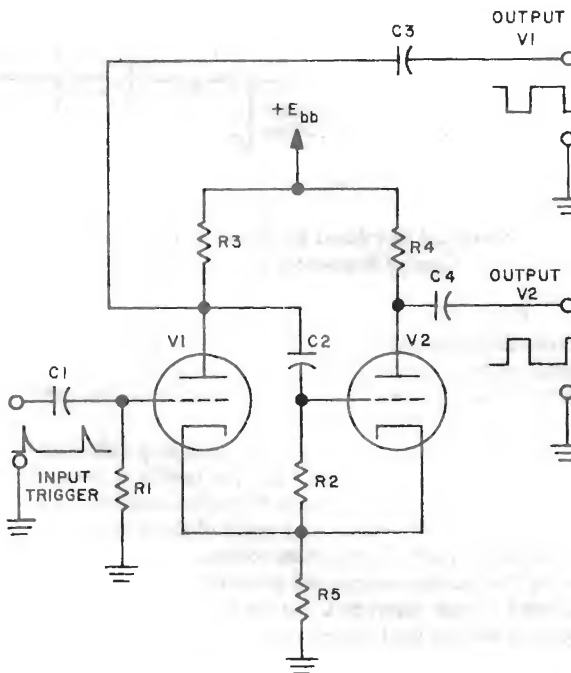 C3
OUTPUT
V1
+Ebb
R3
R4
C4
OUTPUT
V2
V1
C2
V2
C1
INPUT
TRIGGER
R1
R2
R5